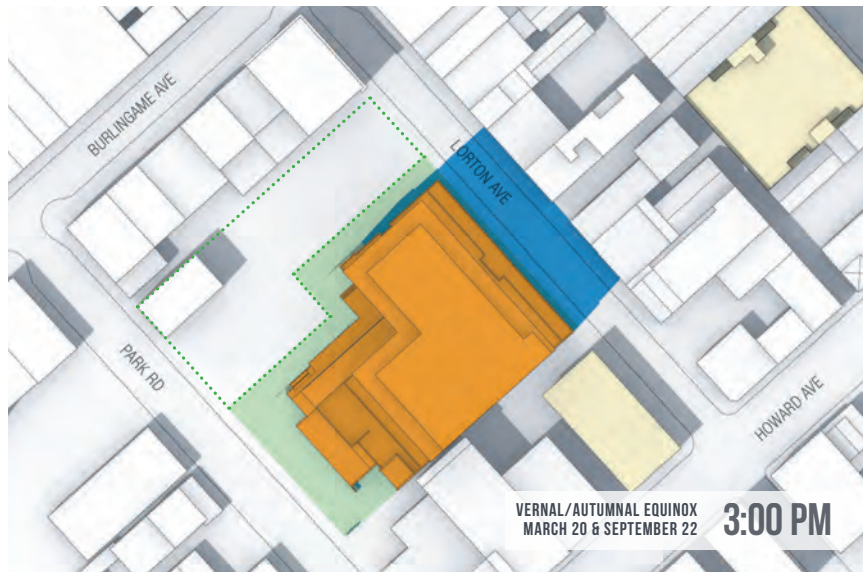 BURLINGAME AVE
LORTON AVE
PARK RD
HOWARD AVE
VERNAL/AUTUMNAL EQUINOX
MARCH 20 & SEPTEMBER 22
3:00 PM